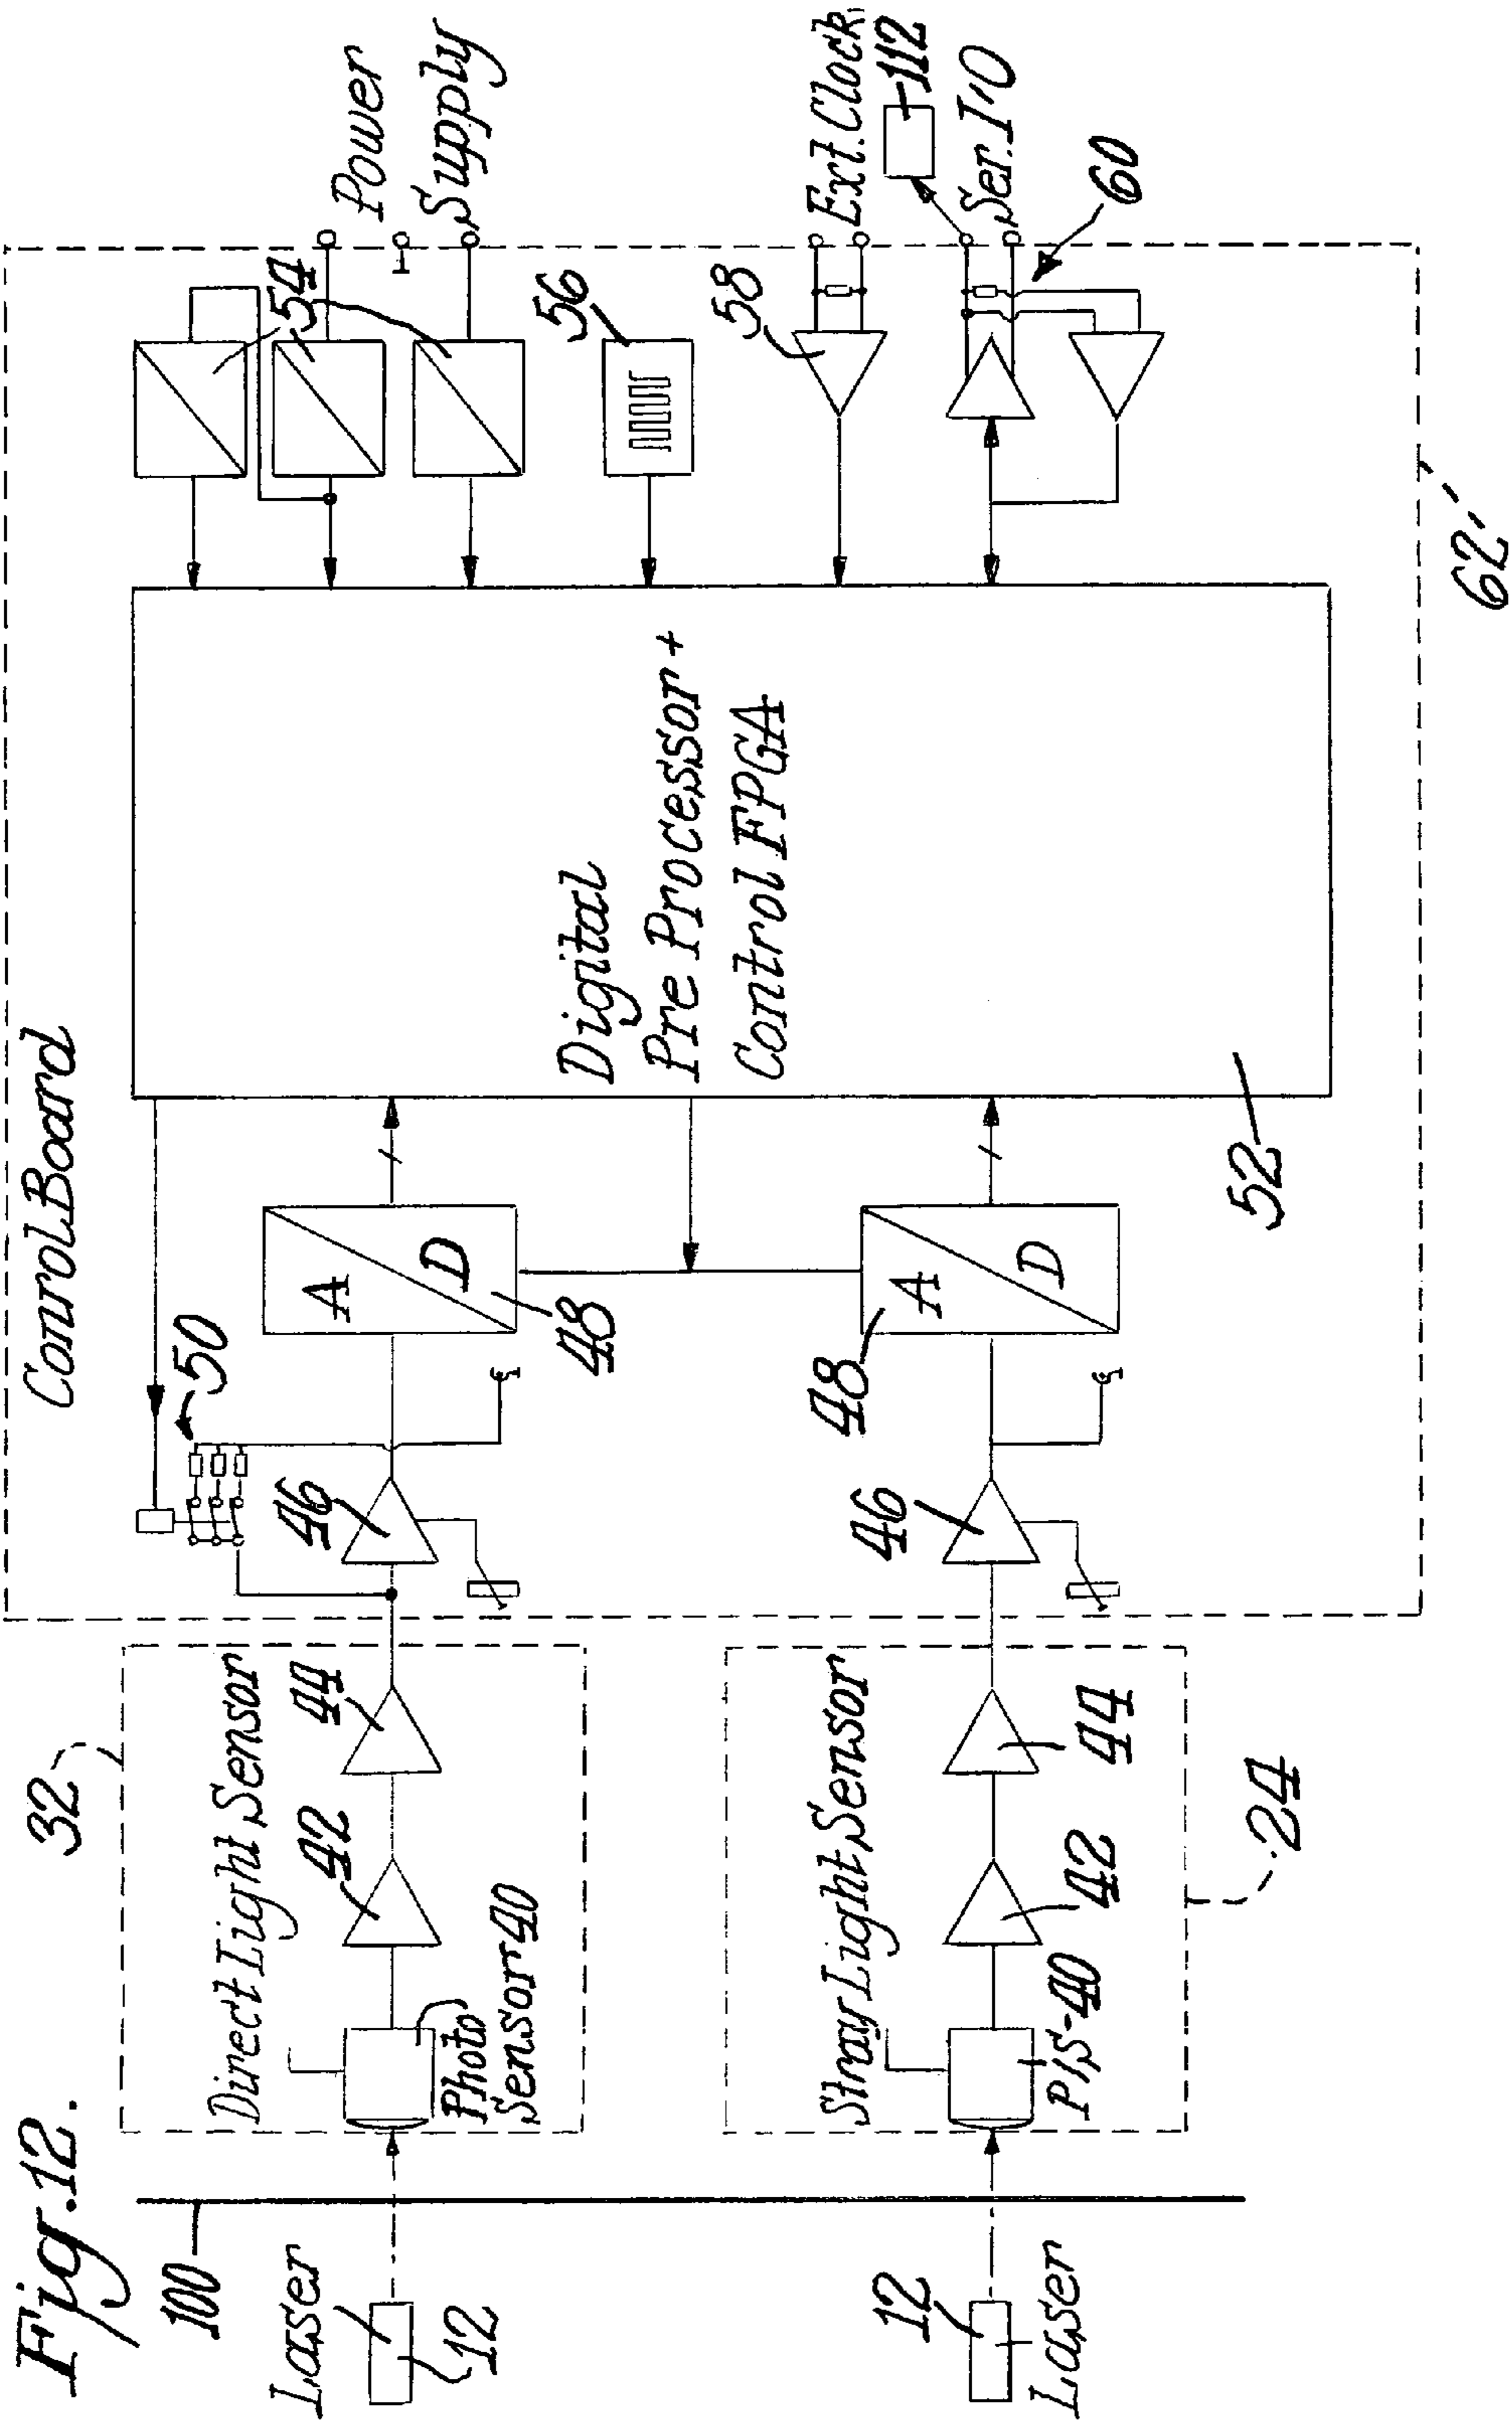 Fig. 12.
100
Laser
12
12
Laser
32
Direct Light Sensor
42
44
Photo
Sensor 40
Stray Light Sensor
P/S-40
42
44
24
Conrol Board
50
46
A
D
48
46
48
A
D
Digital
Pre Processor +
Control FPGA
52
54
56
58
Power
Supply
Ext. Clock
112
Ser. I/O
60
62'